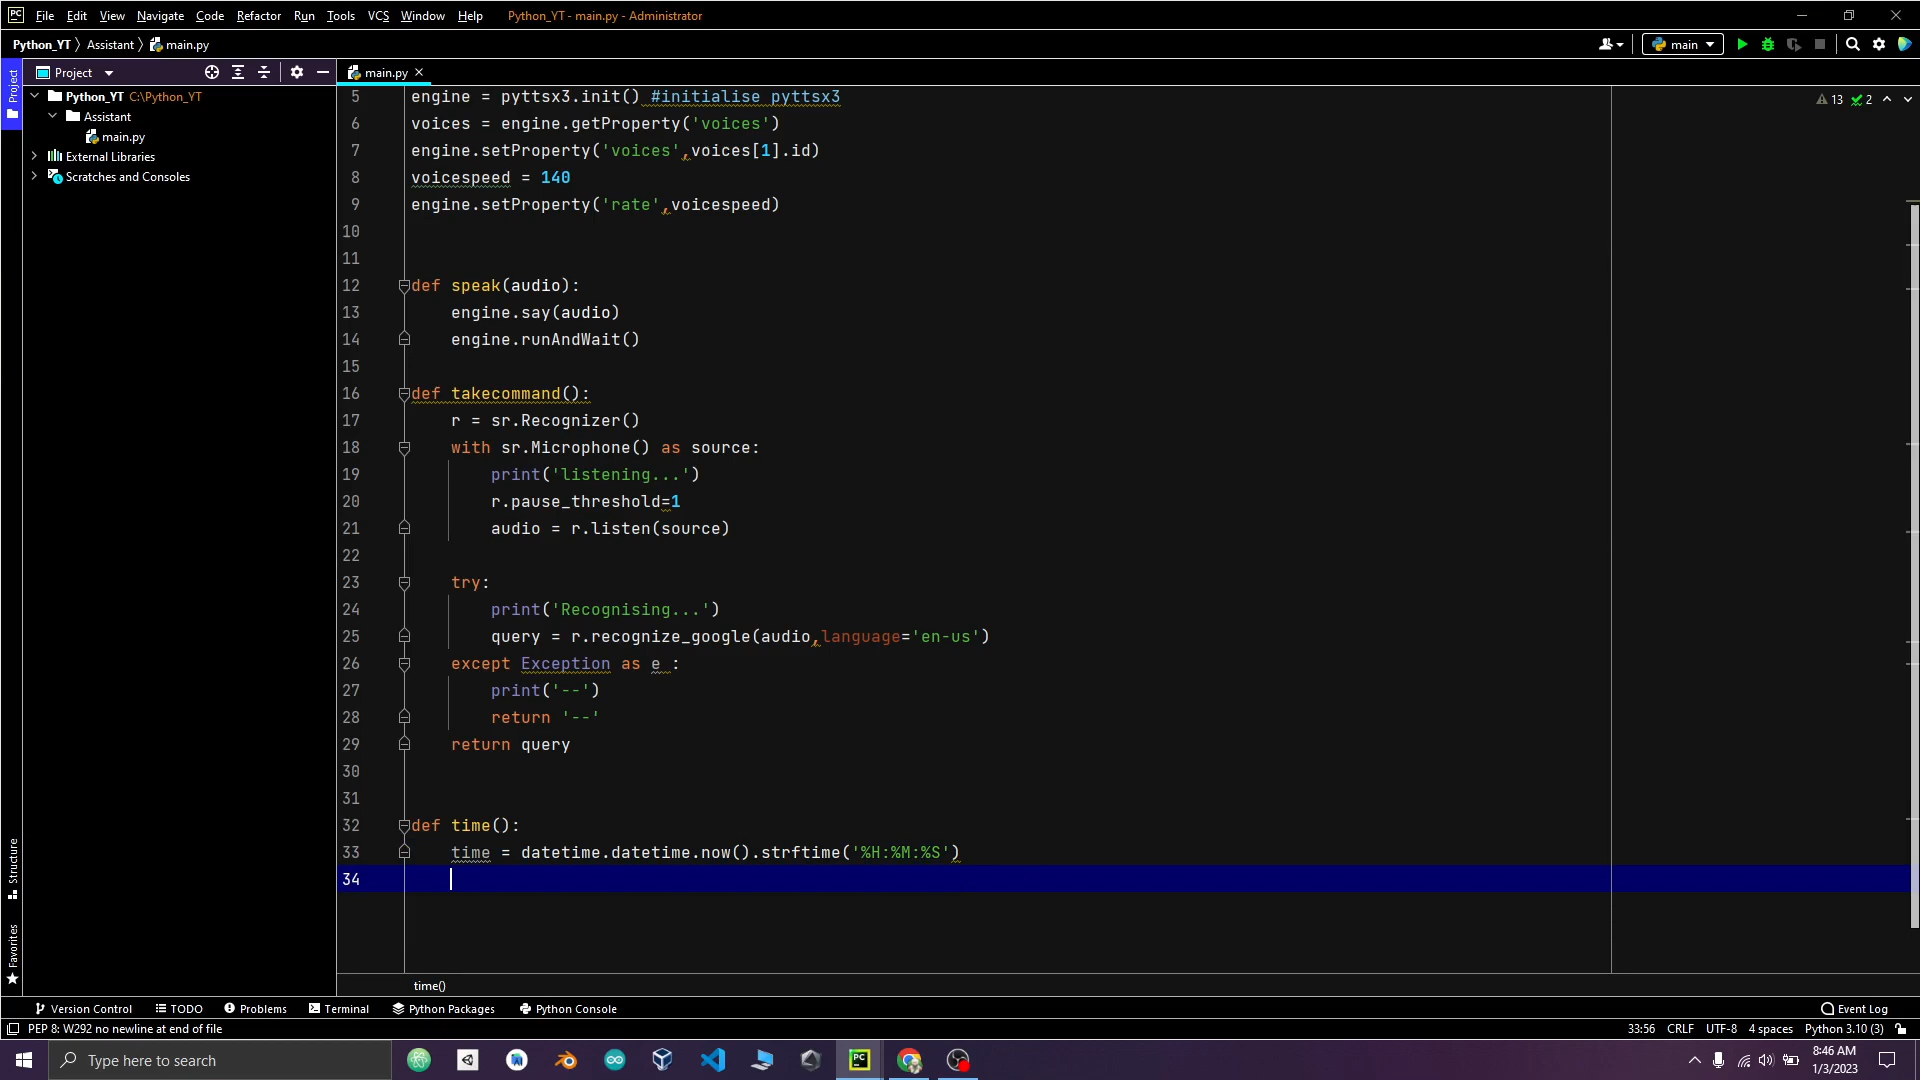 PC File Edit View Navigate Code Refactor Run Tools VCS Window Help Python_YT - main.py - Administrator
Python_YT Assistant main.py main
Project Project main.py
Python_YT C:\Python_YT
Assistant
main.py
External Libraries
Scratches and Consoles
13 2
5 engine = pyttsx3.init() #initialise pyttsx3
6 voices = engine.getProperty('voices')
7 engine.setProperty('voices',voices[1].id)
8 voicespeed = 140
9 engine.setProperty('rate',voicespeed)
10
11
12 def speak(audio):
13 engine.say(audio)
14 engine.runAndWait()
15
16 def takecommand():
17 r = sr.Recognizer()
18 with sr.Microphone() as source:
19 print('listening...')
20 r.pause_threshold=1
21 audio = r.listen(source)
22
23 try:
24 print('Recognising...')
25 query = r.recognize_google(audio,language='en-us')
26 except Exception as e :
27 print('--')
28 return '--'
29 return query
30
31
32 def time():
33 time = datetime.datetime.now().strftime('%H:%M:%S')
34
Structure
Favorites
time()
Version Control TODO Problems Terminal Python Packages Python Console Event Log
PEP 8: W292 no newline at end of file 33:56 CRLF UTF-8 4 spaces Python 3.10 (3)
Type here to search PC 8:46 AM
1/3/2023